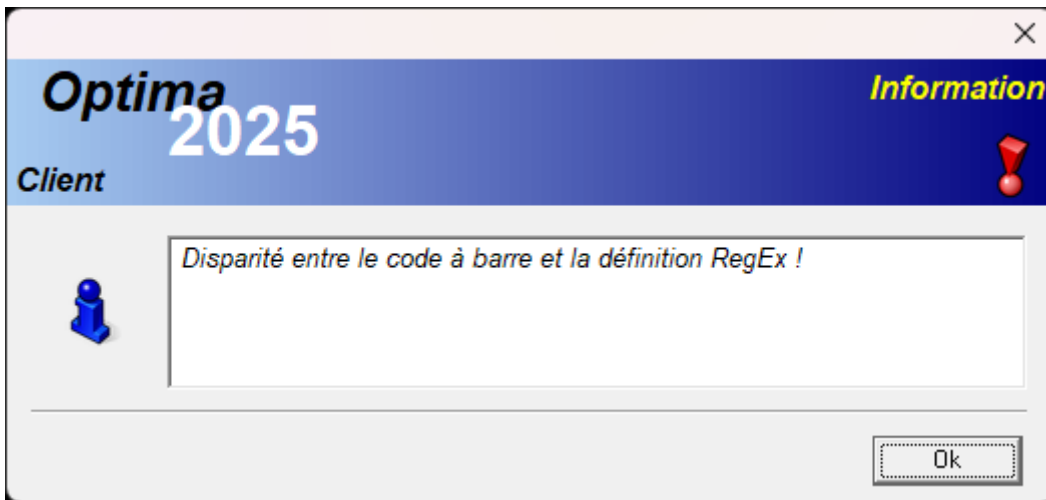 Optima
2025
Information
Client
Disparité entre le code à barre et la définition RegEx !
Ok